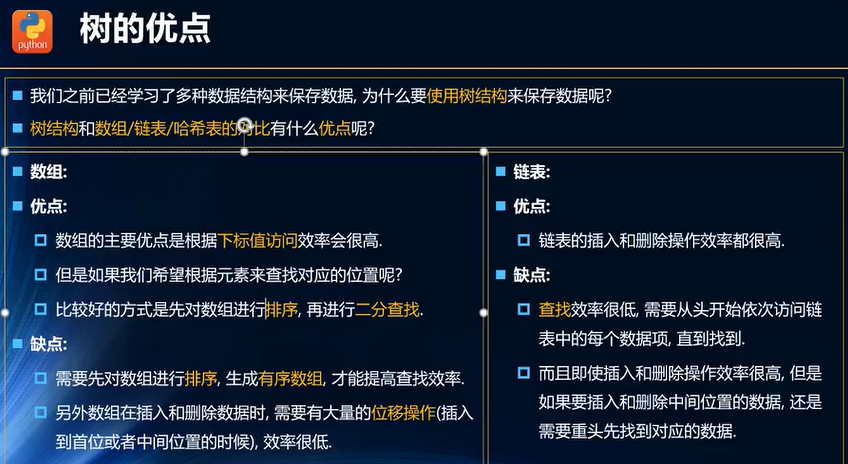 python
树的优点
我们之前已经学习了多种数据结构来保存数据, 为什么要使用树结构来保存数据呢?
树结构和数组/链表/哈希表的对比有什么优点呢?
数组:
优点:
数组的主要优点是根据下标值访问效率会很高.
但是如果我们希望根据元素来查找对应的位置呢?
比较好的方式是先对数组进行排序, 再进行二分查找.
缺点:
需要先对数组进行排序, 生成有序数组, 才能提高查找效率.
另外数组在插入和删除数据时, 需要有大量的位移操作(插入
到首位或者中间位置的时候), 效率很低.
链表:
优点:
链表的插入和删除操作效率都很高.
缺点:
查找效率很低, 需要从头开始依次访问链
表中的每个数据项, 直到找到.
而且即使插入和删除操作效率很高, 但是
如果要插入和删除中间位置的数据, 还是
需要重头先找到对应的数据.